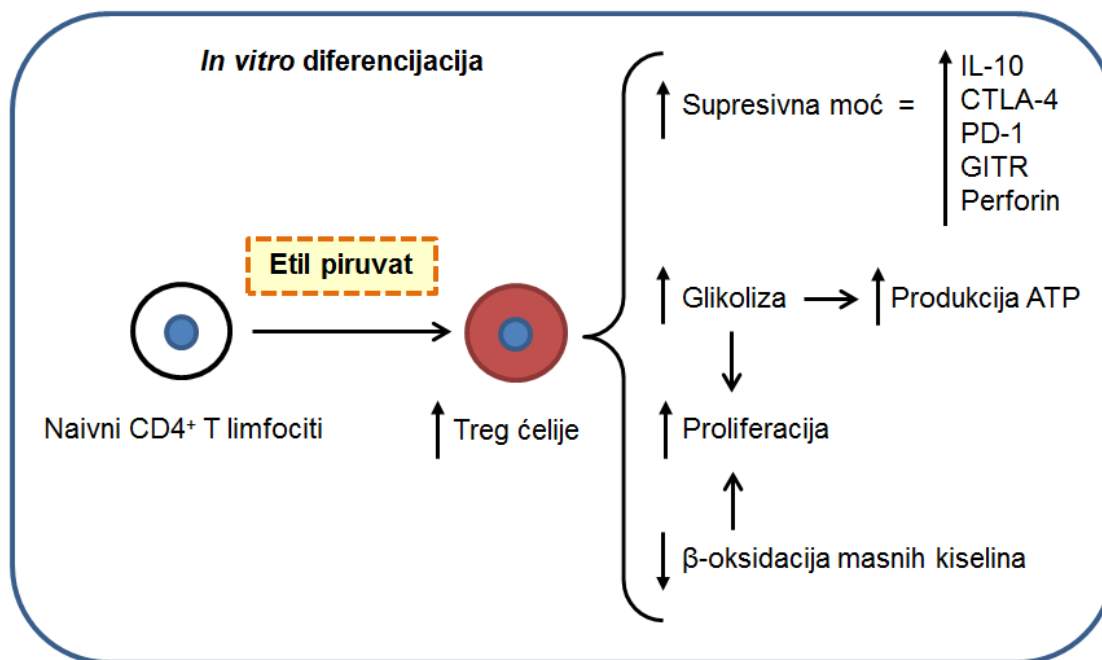 In vitro diferencijacija
Etil piruvat
Naivni CD4⁺ T limfociti
Treg ćelije
Supresivna moć =
IL-10
CTLA-4
PD-1
GITR
Perforin
Glikoliza
Produkcija ATP
Proliferacija
β-oksidacija masnih kiselina